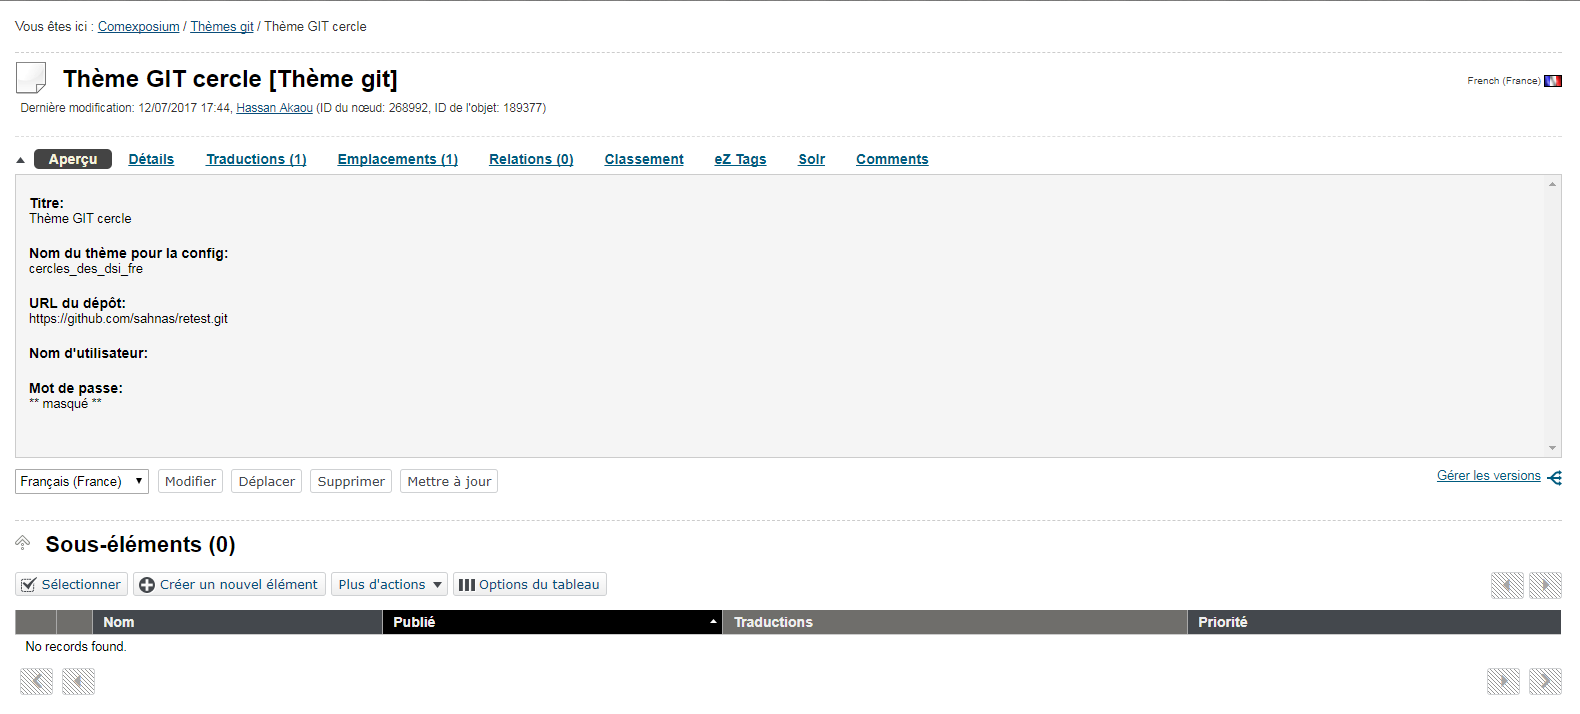 Vous êtes ici : Comexposium / Thèmes git / Thème GIT cercle
Thème GIT cercle [Thème git]
French (France)
Dernière modification: 12/07/2017 17:44, Hassan Akaou (ID du nœud: 268992, ID de l'objet: 189377)
Aperçu Détails Traductions (1) Emplacements (1) Relations (0) Classement eZ Tags Solr Comments
Titre:
Thème GIT cercle
Nom du thème pour la config:
cercles_des_dsi_fre
URL du dépôt:
https://github.com/sahnas/retest.git
Nom d'utilisateur:
Mot de passe:
** masqué **
Français (France) Modifier Déplacer Supprimer Mettre à jour Gérer les versions
Sous-éléments (0)
Sélectionner Créer un nouvel élément Plus d'actions Options du tableau
Nom Publié Traductions Priorité
No records found.